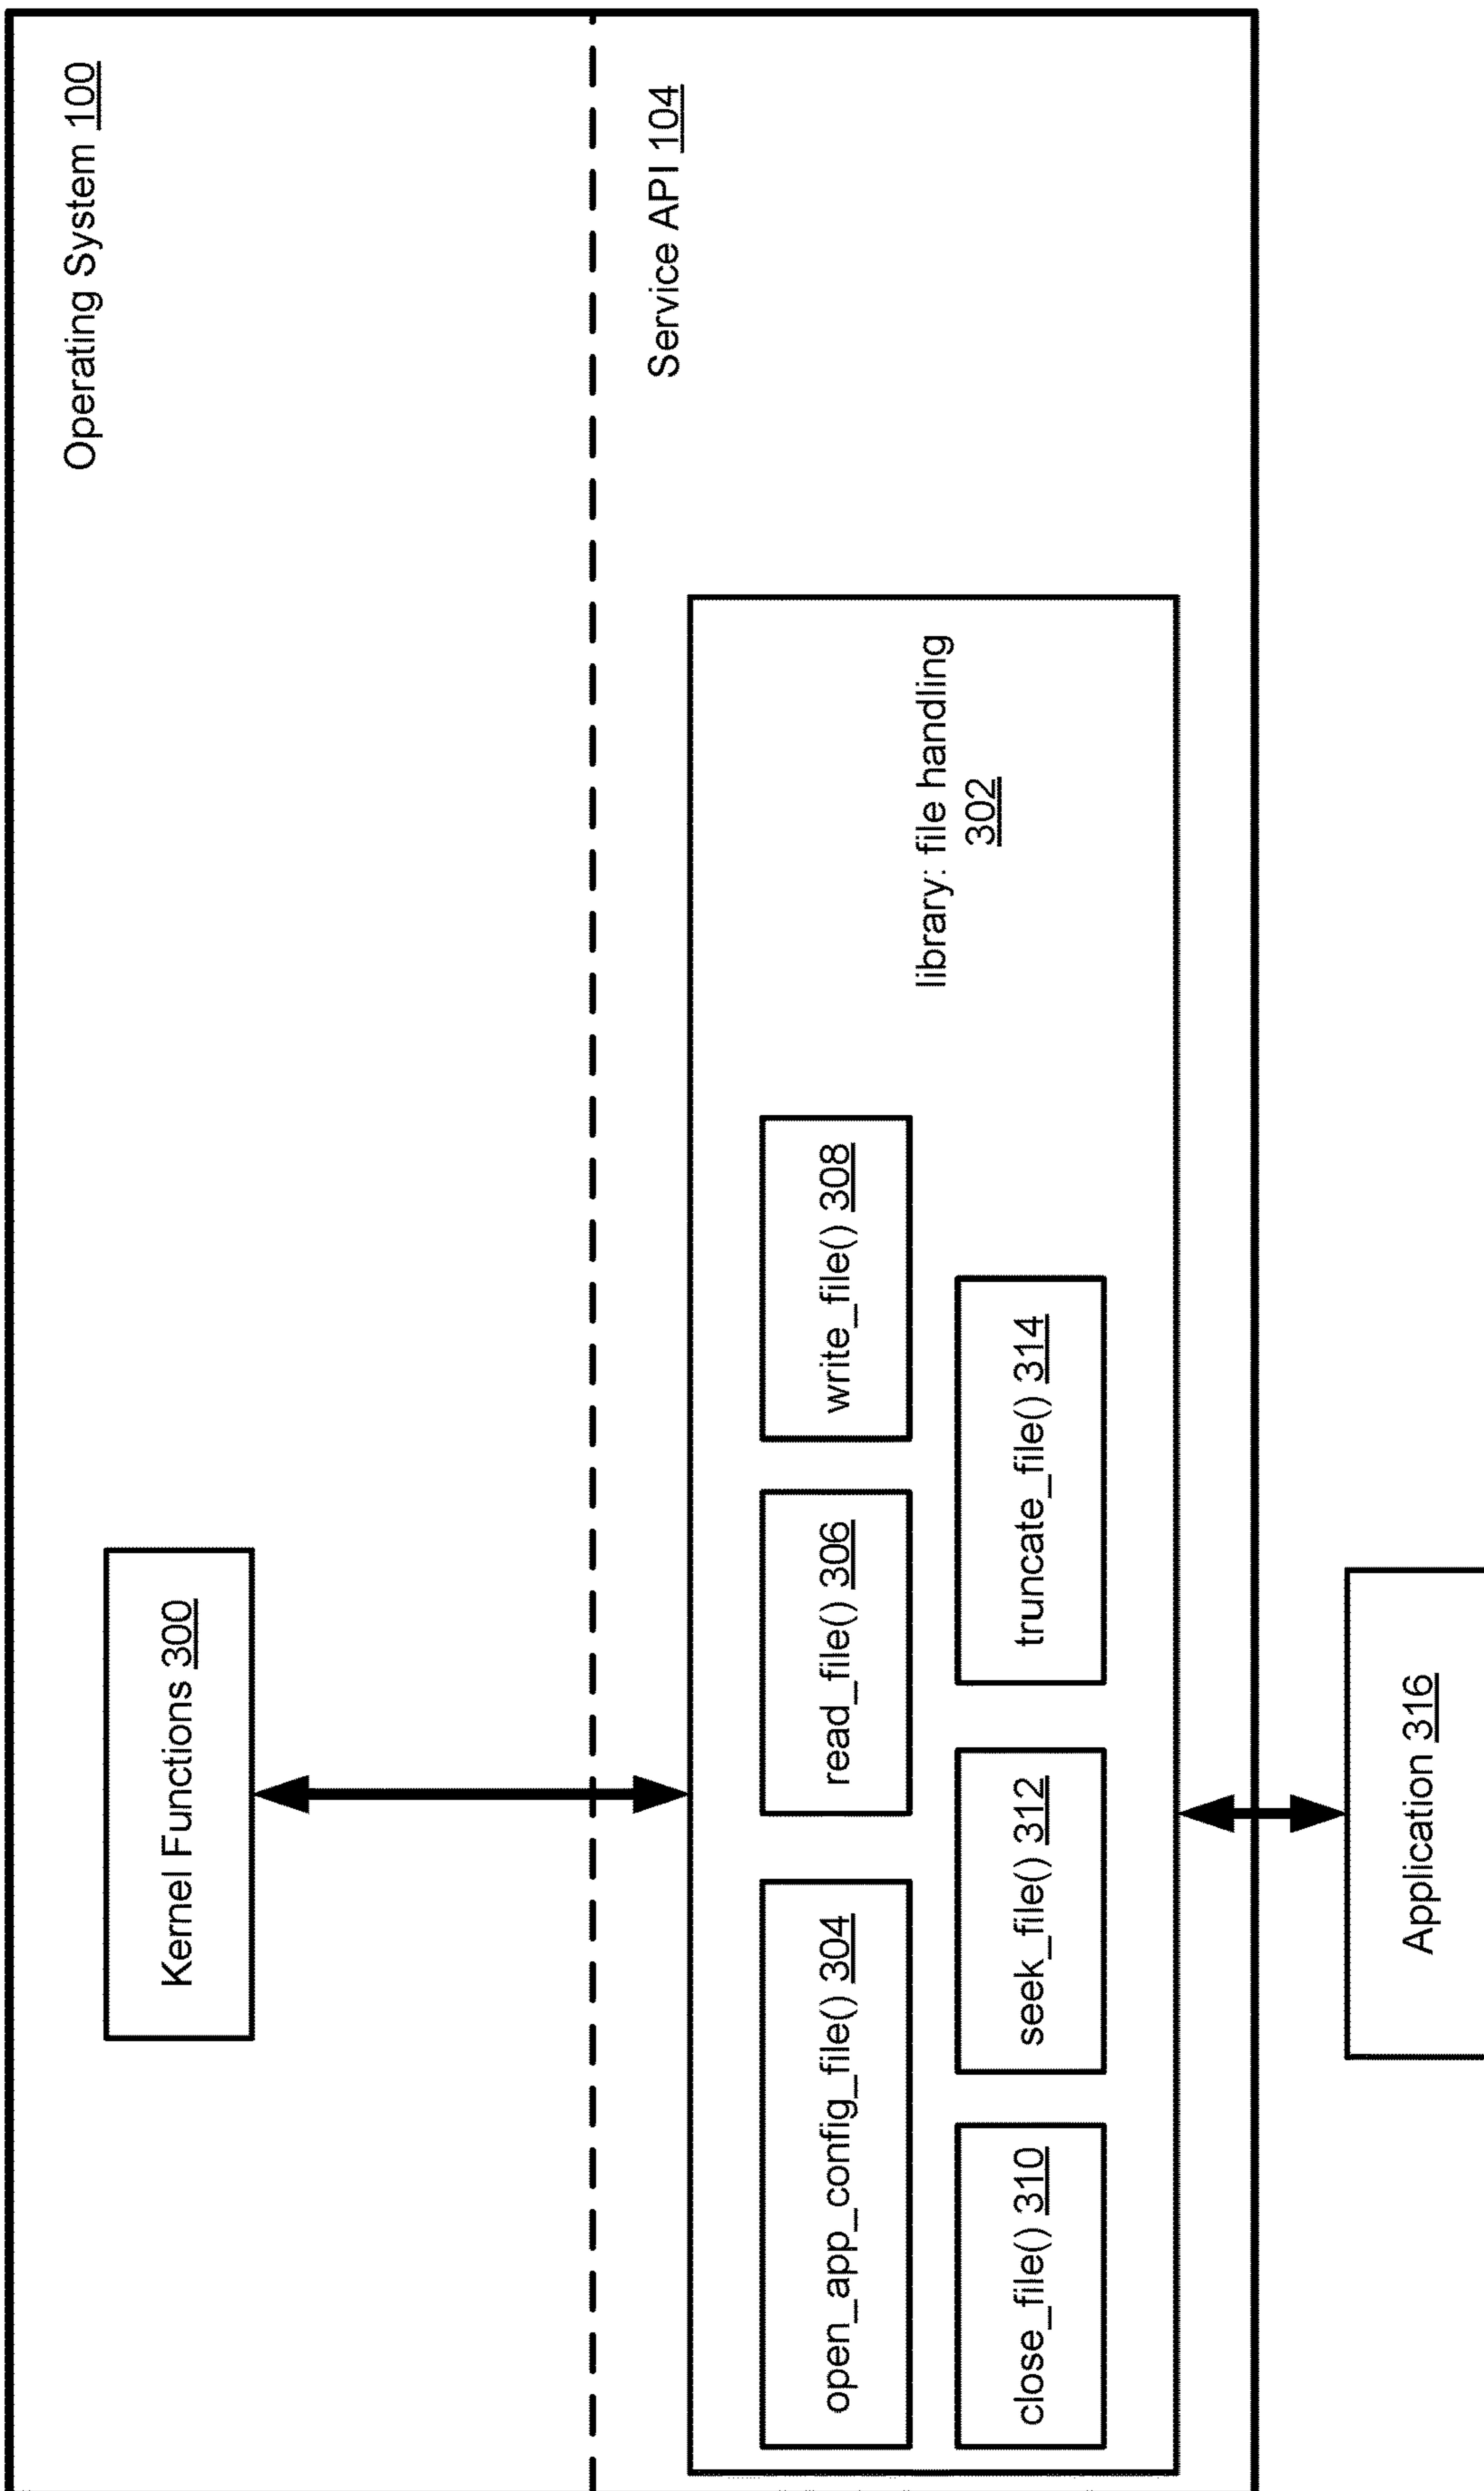 Operating System 100
Kernel Functions 300
Service API 104
open_app_config_file() 304
read_file() 306
write_file() 308
close_file() 310
seek_file() 312
truncate_file() 314
library: file handling
302
Application 316